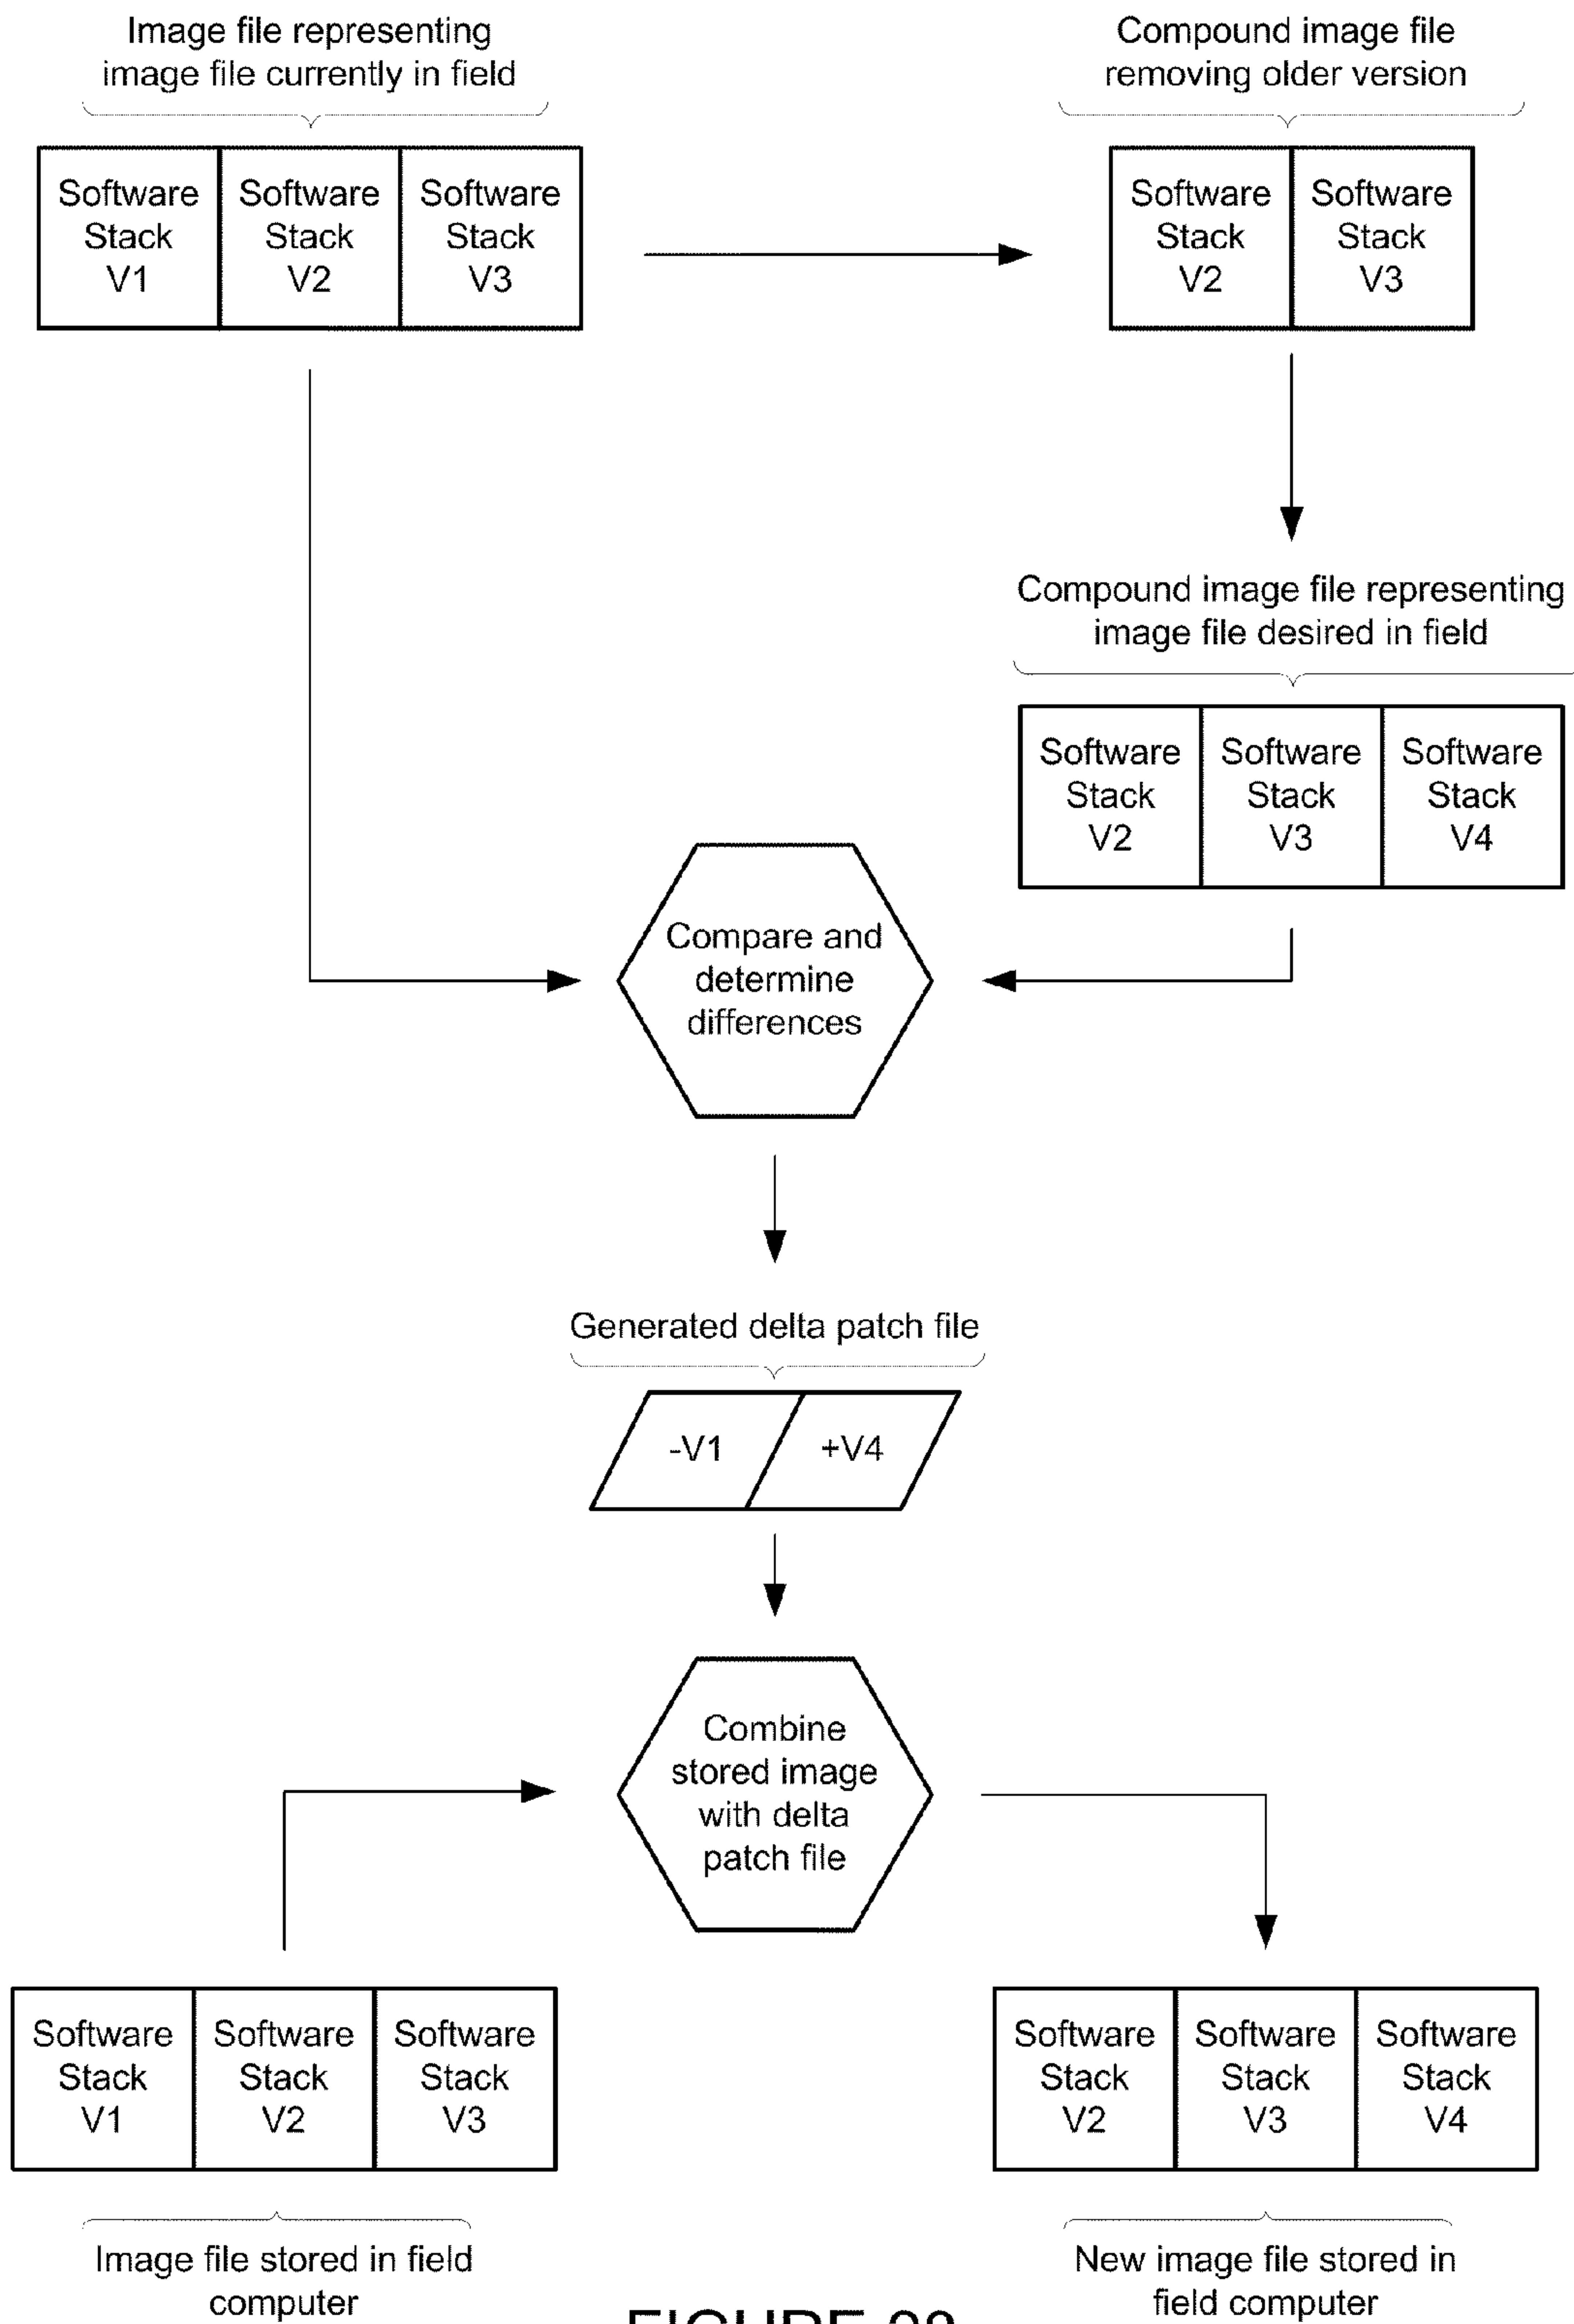 Image file representing
image file currently in field
Compound image file
removing older version
Software
Stack
V1
Software
Stack
V2
Software
Stack
V3
Software
Stack
V2
Software
Stack
V3
Compound image file representing
image file desired in field
Software
Stack
V2
Software
Stack
V3
Software
Stack
V4
Compare and
determine
differences
Generated delta patch file
-V1
+V4
Combine
stored image
with delta
patch file
Software
Stack
V1
Software
Stack
V2
Software
Stack
V3
Software
Stack
V2
Software
Stack
V3
Software
Stack
V4
Image file stored in field
computer
New image file stored in
field computer
FIGURE